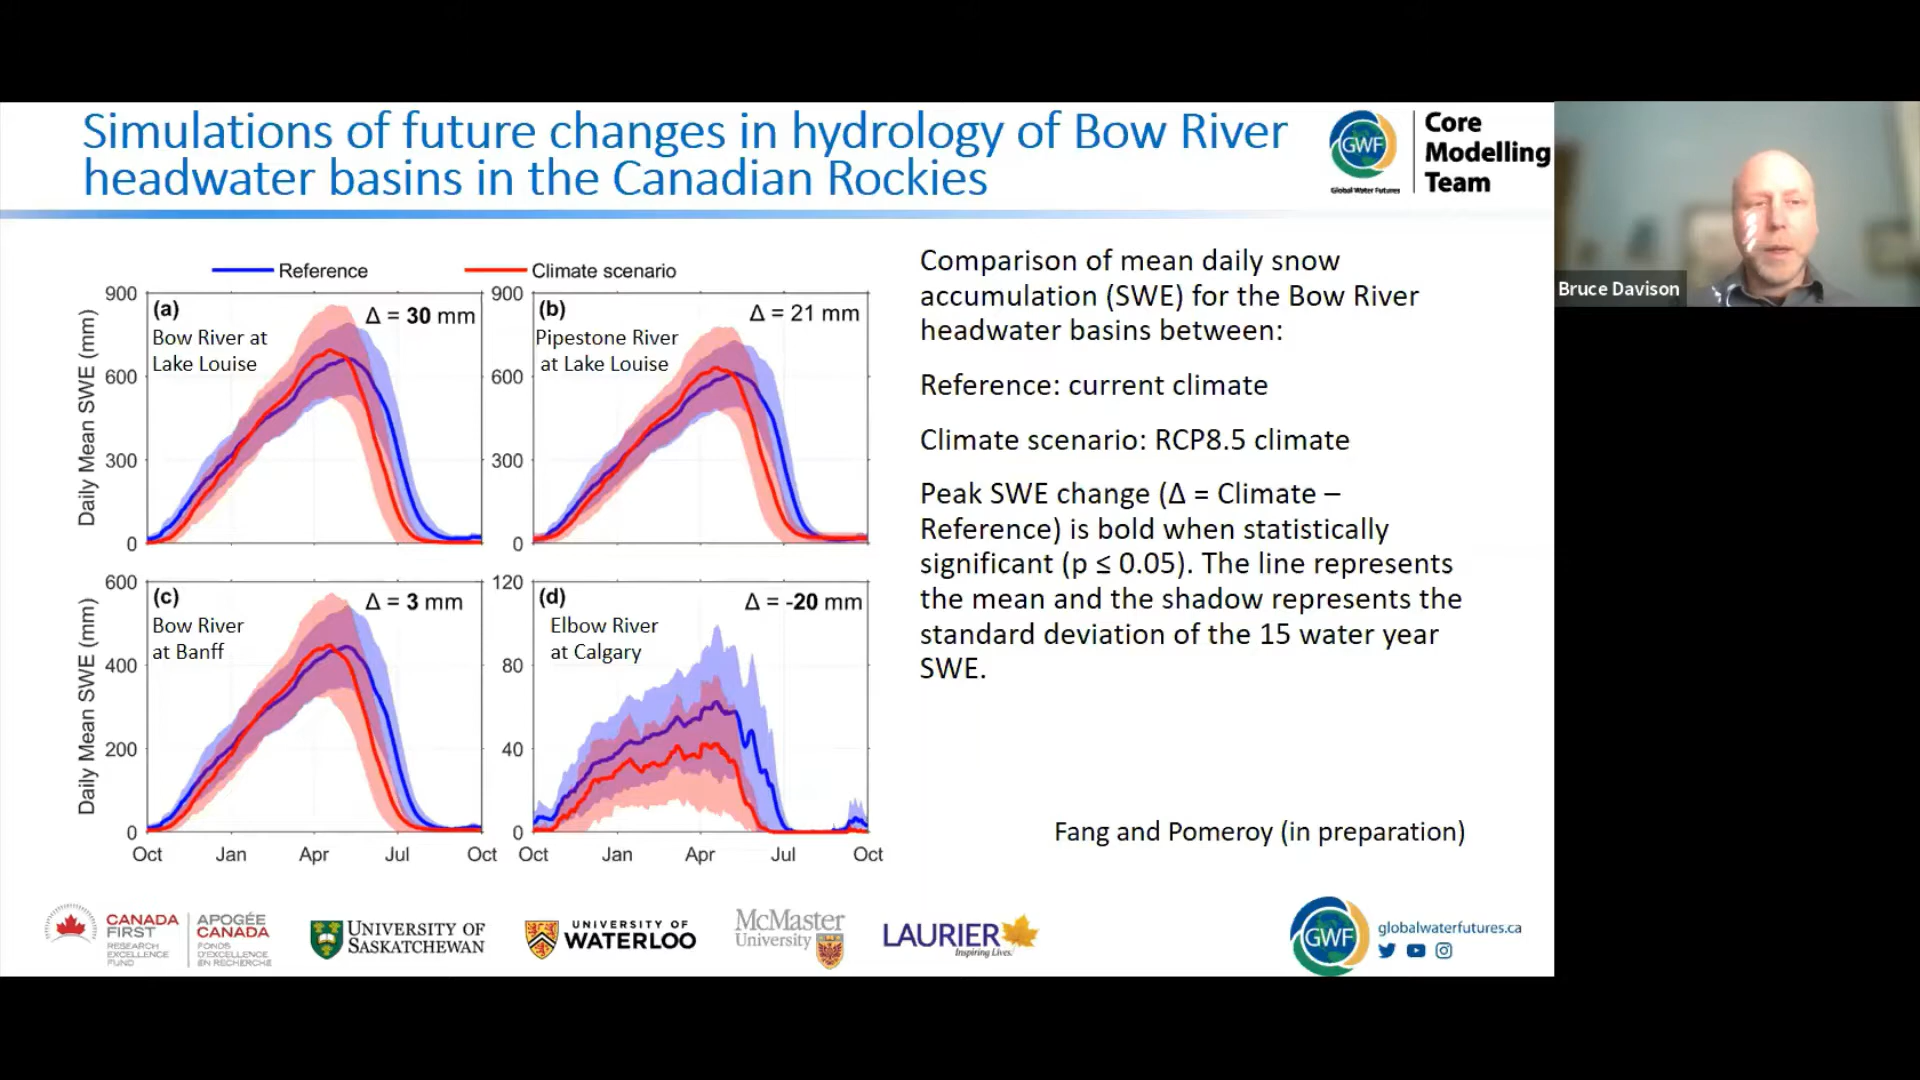 Simulations of future changes in hydrology of Bow River
headwater basins in the Canadian Rockies
GWF
Global Water Futures
Core
Modelling
Team
Bruce Davison
Reference
Climate scenario
Daily Mean SWE (mm)
900
600
300
0
(a)
Bow River at
Lake Louise
Δ = 30 mm
900
600
300
0
(b)
Pipestone River
at Lake Louise
Δ = 21 mm
Daily Mean SWE (mm)
600
400
200
0
(c)
Bow River
at Banff
Δ = 3 mm
Oct Jan Apr Jul Oct
120
80
40
0
(d)
Elbow River
at Calgary
Δ = -20 mm
Oct Jan Apr Jul Oct
Comparison of mean daily snow
accumulation (SWE) for the Bow River
headwater basins between:
Reference: current climate
Climate scenario: RCP8.5 climate
Peak SWE change (Δ = Climate –
Reference) is bold when statistically
significant (p ≤ 0.05). The line represents
the mean and the shadow represents the
standard deviation of the 15 water year
SWE.
Fang and Pomeroy (in preparation)
CANADA
FIRST
RESEARCH
EXCELLENCE
FUND
APOGÉE
CANADA
FONDS
D'EXCELLENCE
EN RECHERCHE
UNIVERSITY OF
SASKATCHEWAN
UNIVERSITY OF
WATERLOO
McMaster
University
LAURIER
Inspiring Lives.
GWF
globalwaterfutures.ca